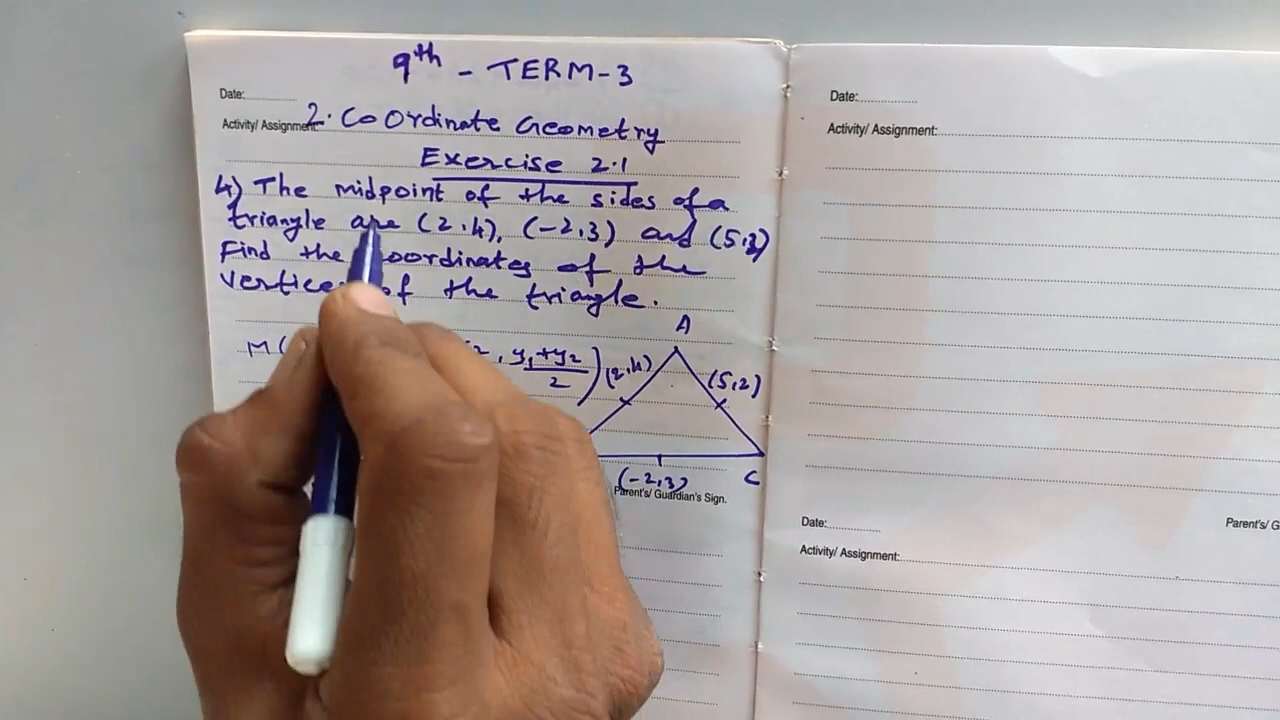 9th - TERM-3
Date:
Activity/ Assignment: 2. Coordinate Geometry
Exercise 2.1
4) The midpoint of the sides of a
triangle are (2,4), (-2,3) and (5,2)
Find the coordinates of the
vertices of the triangle.
A
M( 2, y1+y2
2 )
(2,4)
(5,2)
(-2,3)
C
Parent's/ Guardian's Sign.
Date:
Activity/ Assignment:
Parent's/ G
Date:
Activity/ Assignment: